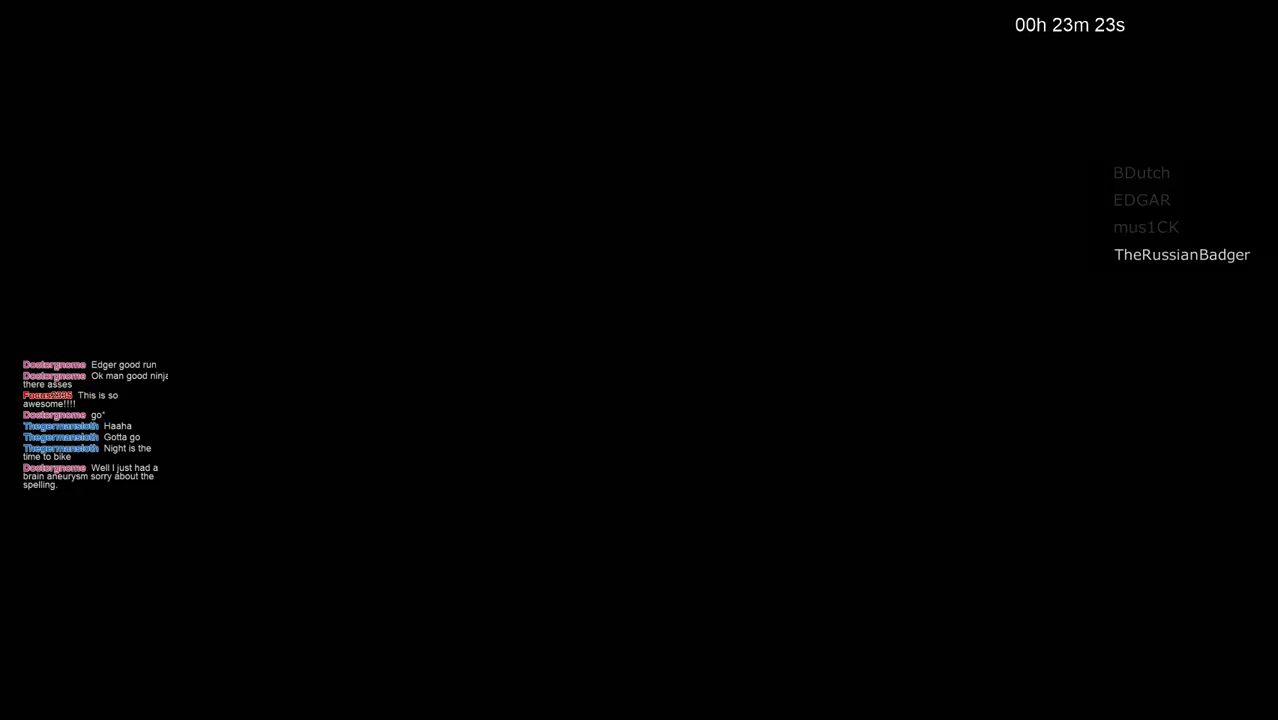 00h 23m 23s
BDutch
EDGAR
mus1CK
TheRussianBadger
Doctorgnome Edger good run
Doctorgnome Ok man good ninja
there asses
Focus2335 This is so
awesome!!!!
Doctorgnome go*
Thegermansloth Haaha
Thegermansloth Gotta go
Thegermansloth Night is the
time to bike
Doctorgnome Well I just had a
brain aneurysm sorry about the
spelling.